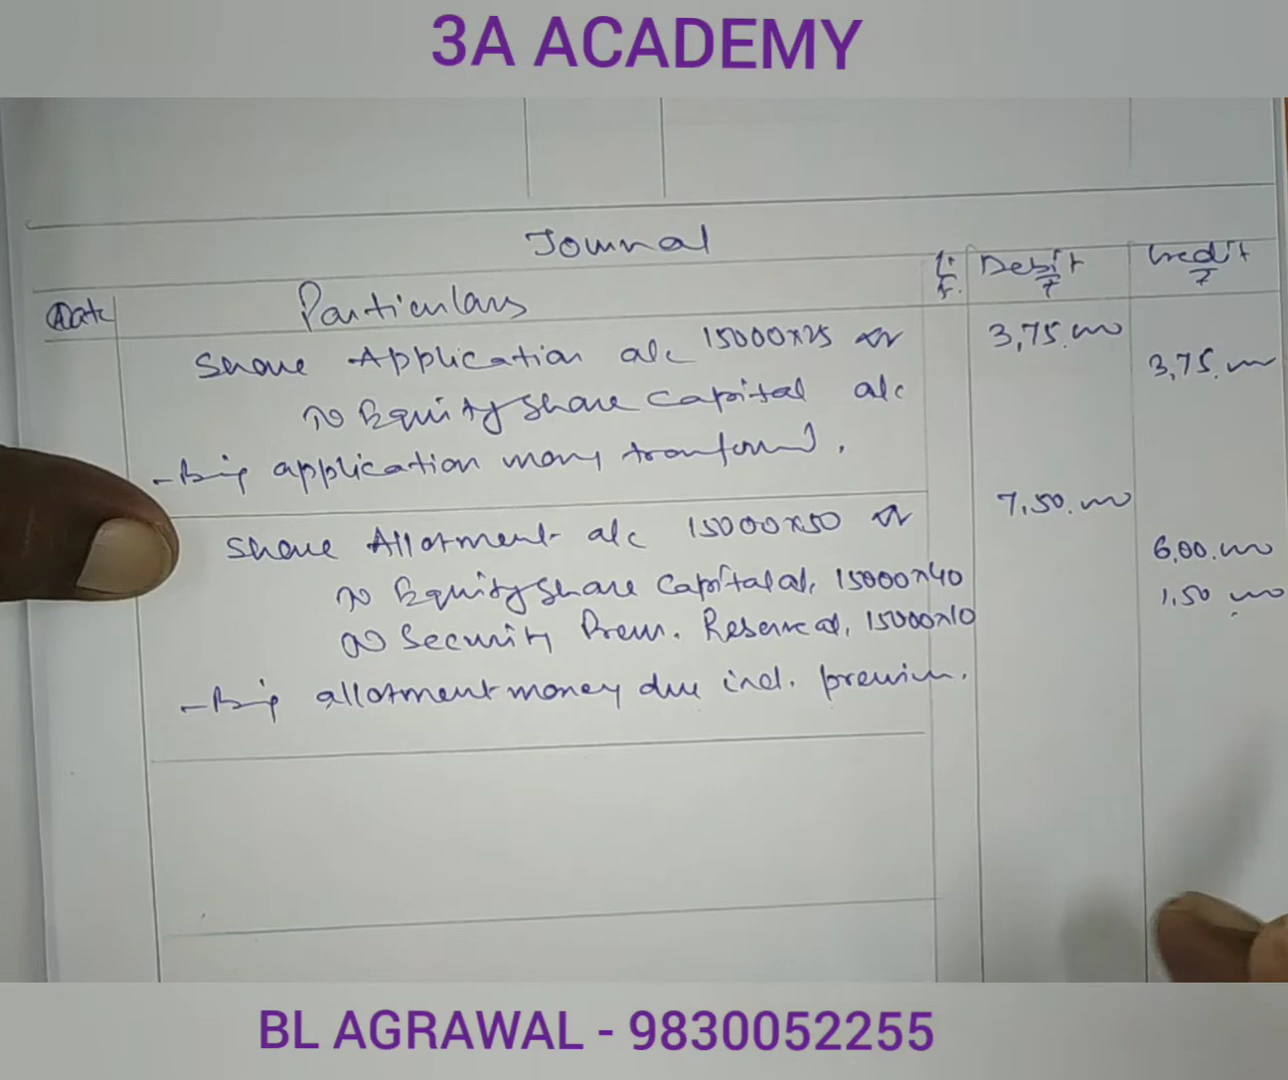 3A ACADEMY
Journal
Date Particulars L.F. Debit ₹ Credit ₹
Share Application a/c 15000x25 Dr 3,75,000
To Equity Share Capital a/c 3,75,000
- Being application money transferred.
Share Allotment a/c 15000x50 Dr 7,50,000
To Equity Share Capital a/c, 15000x40 6,00,000
To Security Prem. Reserve a/c, 15000x10 1,50,000
- Being allotment money due incl. premium.
BL AGRAWAL - 9830052255